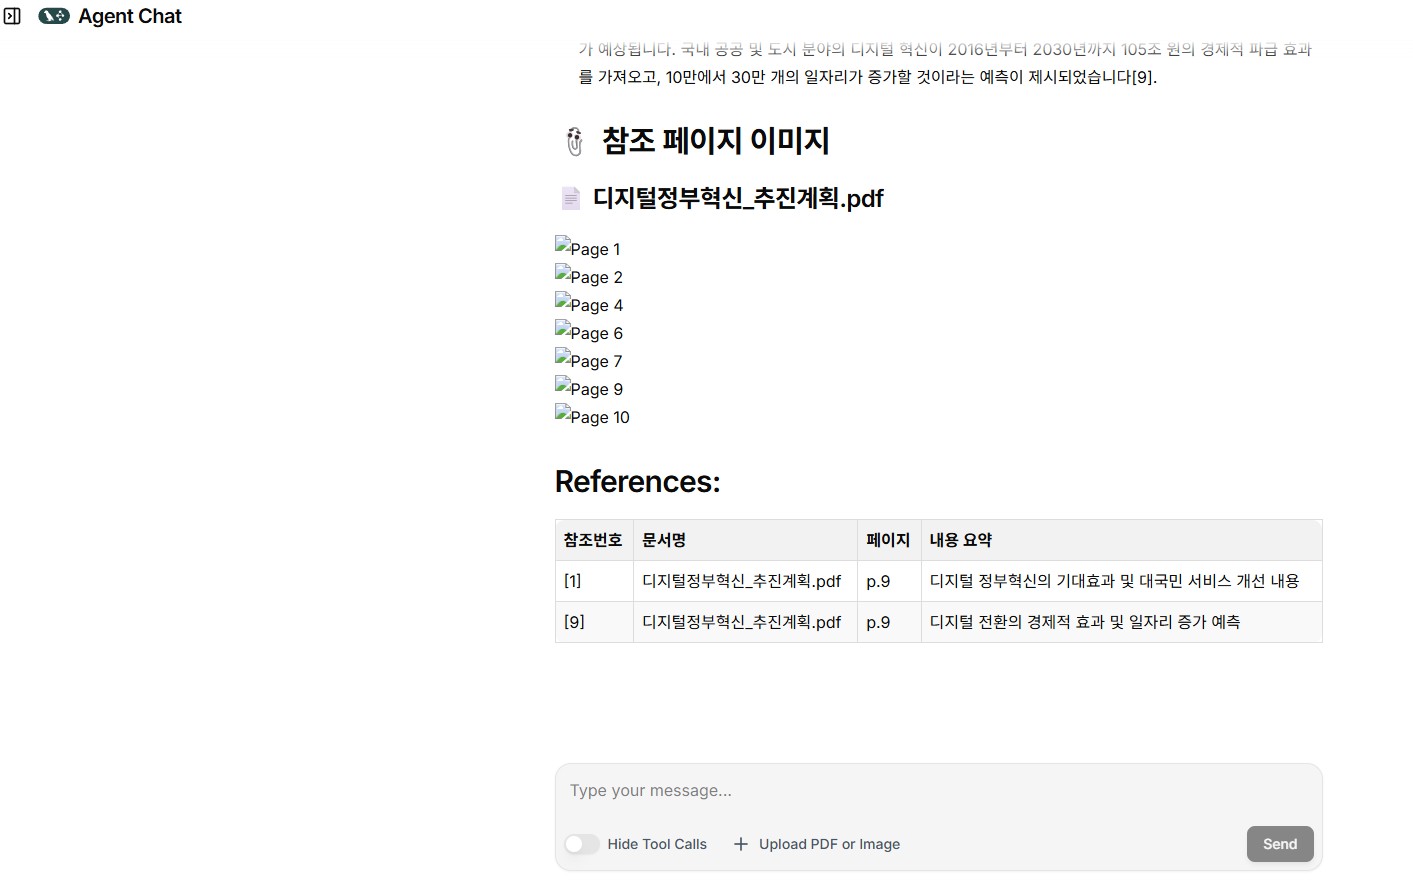 Agent Chat
가 예상됩니다. 국내 공공 및 도시 분야의 디지털 혁신이 2016년부터 2030년까지 105조 원의 경제적 파급 효과
를 가져오고, 10만에서 30만 개의 일자리가 증가할 것이라는 예측이 제시되었습니다[9].
참조 페이지 이미지
디지털정부혁신_추진계획.pdf
Page 1
Page 2
Page 4
Page 6
Page 7
Page 9
Page 10
References:
참조번호 문서명 페이지 내용 요약
[1] 디지털정부혁신_추진계획.pdf p.9 디지털 정부혁신의 기대효과 및 대국민 서비스 개선 내용
[9] 디지털정부혁신_추진계획.pdf p.9 디지털 전환의 경제적 효과 및 일자리 증가 예측
Type your message...
Hide Tool Calls Upload PDF or Image Send